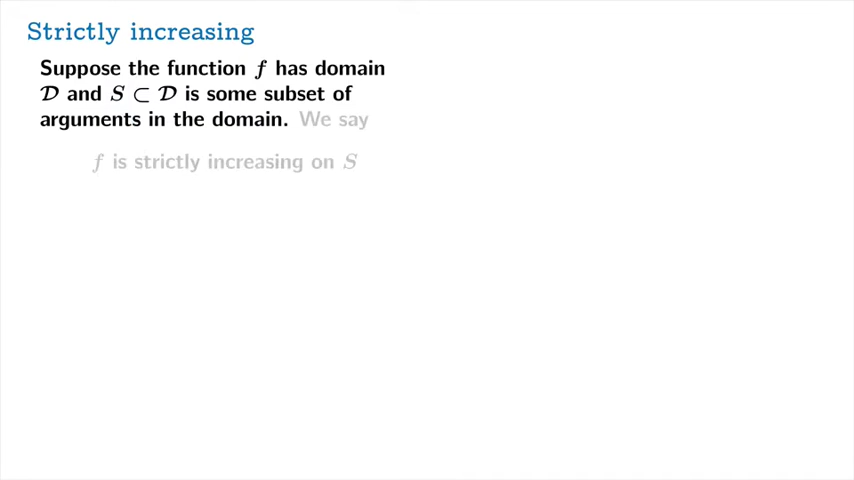 Strictly increasing
Suppose the function f has domain
𝒟 and S ⊂ 𝒟 is some subset of
arguments in the domain. We say
f is strictly increasing on S